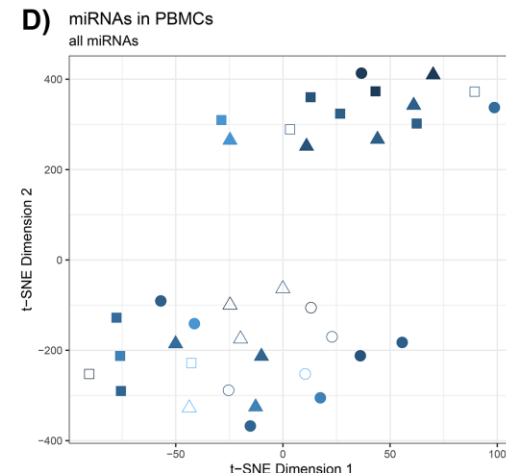 D) miRNAs in PBMCs
all miRNAs
400
200
0
−200
−400
t−SNE Dimension 2
−50
0
50
100
t−SNE Dimension 1